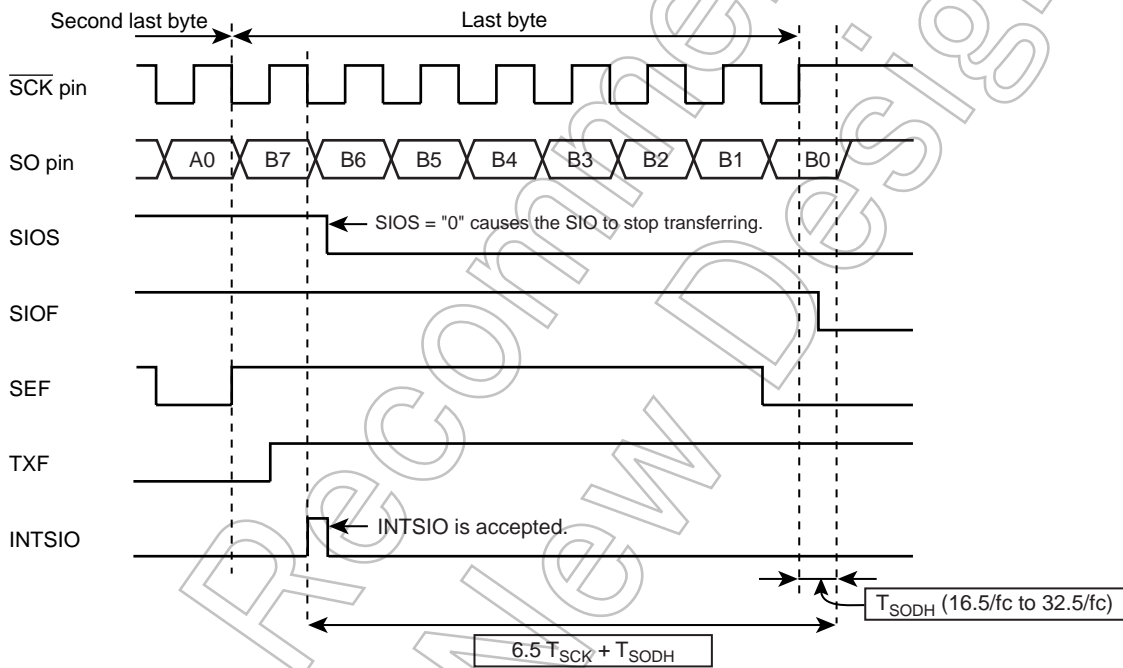 Second last byte
Last byte
SCK pin
SO pin
A0 B7 B6 B5 B4 B3 B2 B1 B0
SIOS
SIOS = "0" causes the SIO to stop transferring.
SIOF
SEF
TXF
INTSIO
INTSIO is accepted.
TSODH (16.5/fc to 32.5/fc)
6.5 TSCK + TSODH
New Desig